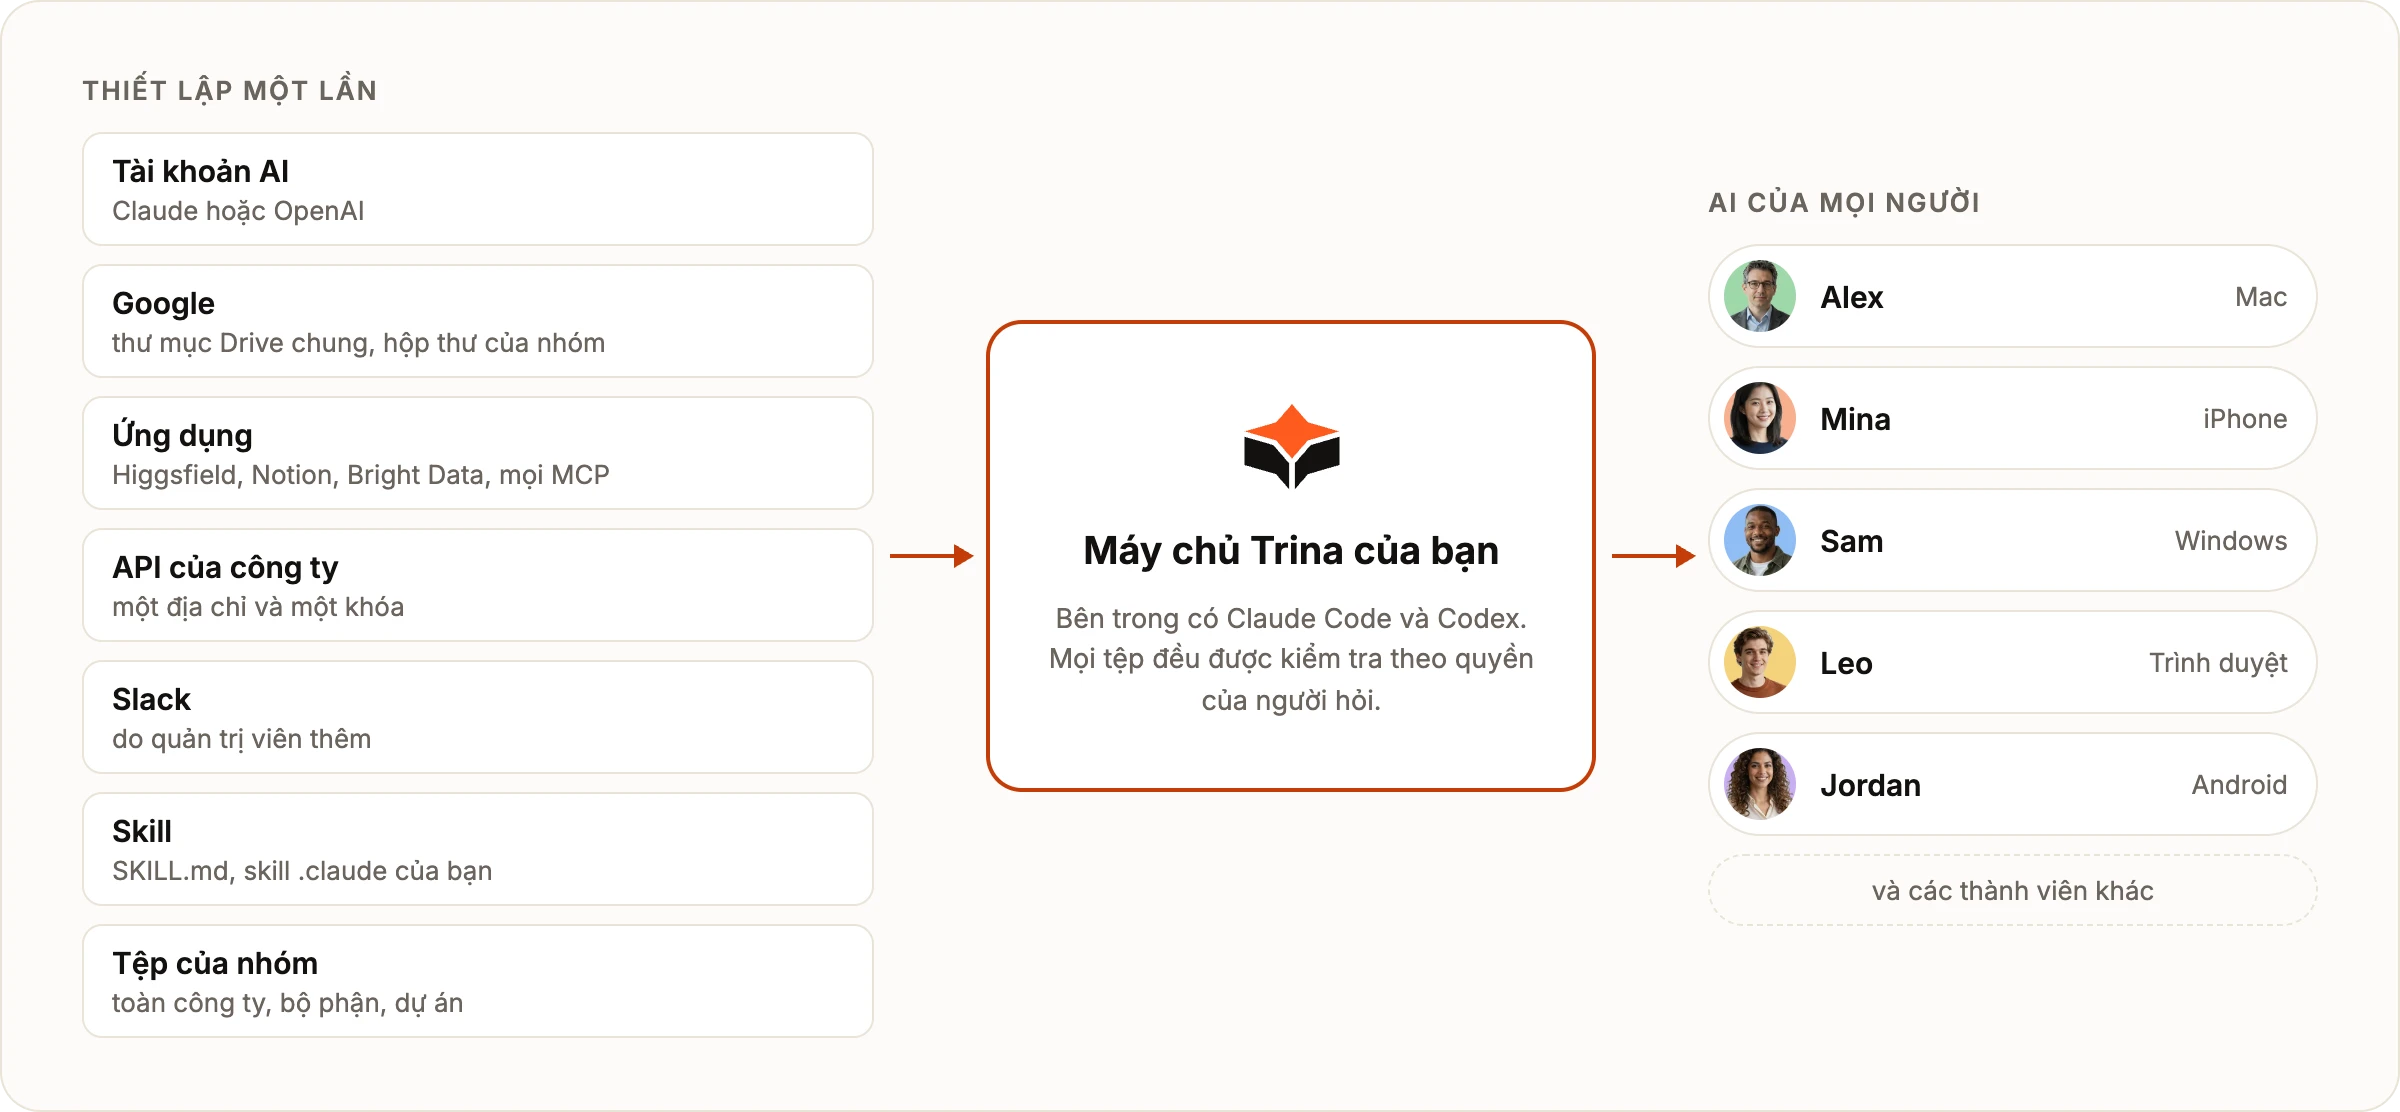 THIẾT LẬP MỘT LẦN
Tài khoản AI
Claude hoặc OpenAI
Google
thư mục Drive chung, hộp thư của nhóm
Ứng dụng
Higgsfield, Notion, Bright Data, mọi MCP
API của công ty
một địa chỉ và một khóa
Slack
do quản trị viên thêm
Skill
SKILL.md, skill .claude của bạn
Tệp của nhóm
toàn công ty, bộ phận, dự án
Máy chủ Trina của bạn
Bên trong có Claude Code và Codex.
Mọi tệp đều được kiểm tra theo quyền
của người hỏi.
AI CỦA MỌI NGƯỜI
Alex
Mac
Mina
iPhone
Sam
Windows
Leo
Trình duyệt
Jordan
Android
và các thành viên khác